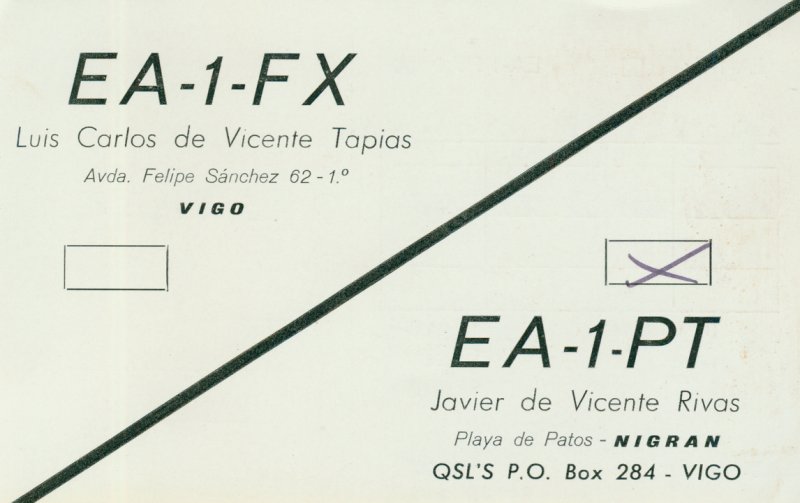 EA-1-FX
Luis Carlos de Vicente Tapias
Avda. Felipe Sánchez 62 - 1.º
VIGO
EA-1-PT
Javier de Vicente Rivas
Playa de Patos - NIGRAN
QSL'S P.O. Box 284 - VIGO